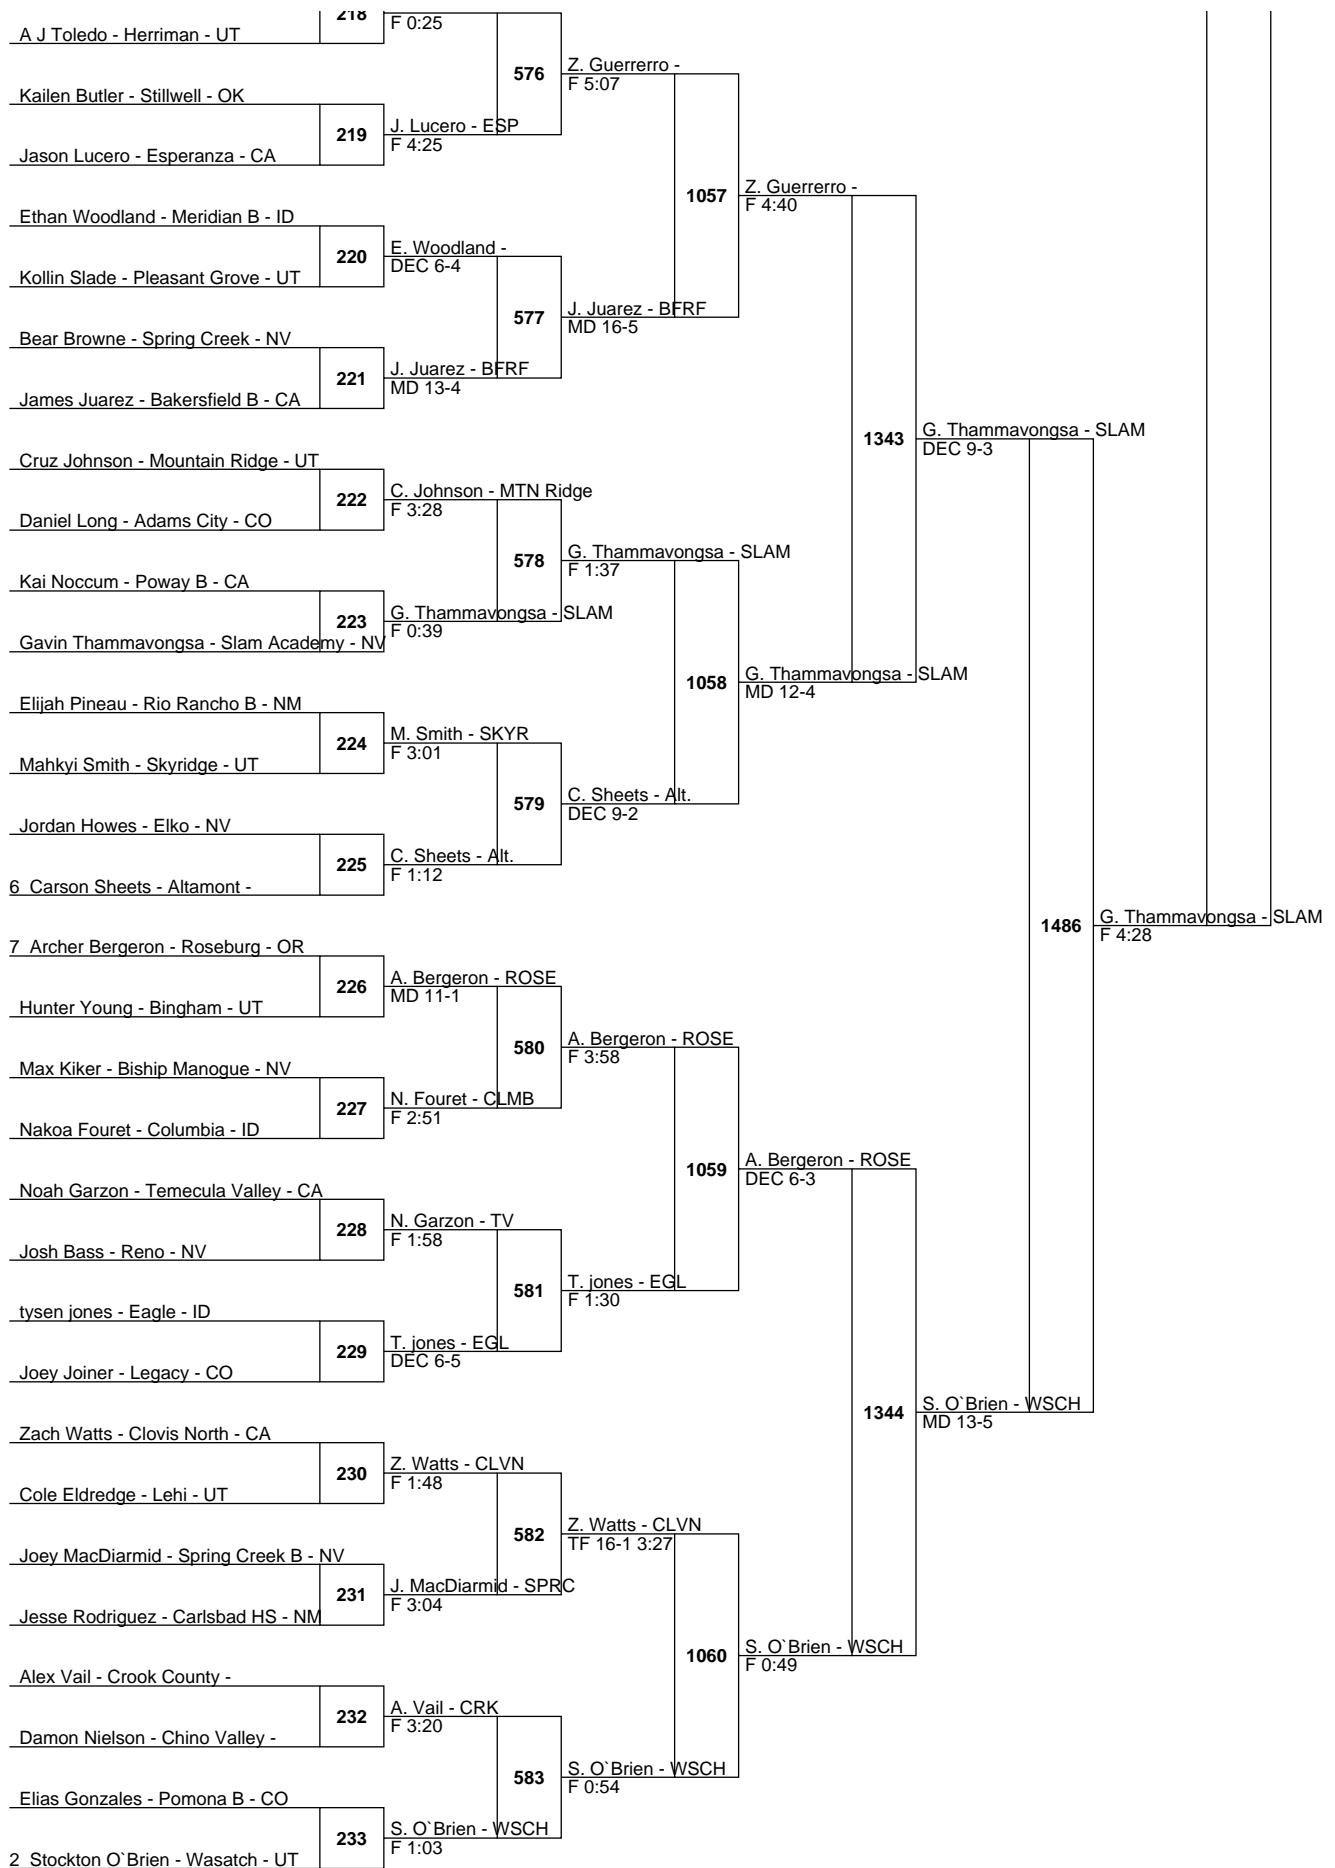 218
F 0:25
A J Toledo - Herriman - UT
576
Z. Guerrerro -
F 5:07
Kailen Butler - Stillwell - OK
219
J. Lucero - ESP
F 4:25
Jason Lucero - Esperanza - CA
1057
Z. Guerrerro -
F 4:40
Ethan Woodland - Meridian B - ID
220
E. Woodland -
DEC 6-4
Kollin Slade - Pleasant Grove - UT
577
J. Juarez - BFRF
MD 16-5
Bear Browne - Spring Creek - NV
221
J. Juarez - BFRF
MD 13-4
James Juarez - Bakersfield B - CA
1343
G. Thammavongsa - SLAM
DEC 9-3
Cruz Johnson - Mountain Ridge - UT
222
C. Johnson - MTN Ridge
F 3:28
Daniel Long - Adams City - CO
578
G. Thammavongsa - SLAM
F 1:37
Kai Noccum - Poway B - CA
223
G. Thammavongsa - SLAM
F 0:39
Gavin Thammavongsa - Slam Academy - NV
1058
G. Thammavongsa - SLAM
MD 12-4
Elijah Pineau - Rio Rancho B - NM
224
M. Smith - SKYR
F 3:01
Mahkyi Smith - Skyridge - UT
579
C. Sheets - Alt.
DEC 9-2
Jordan Howes - Elko - NV
225
C. Sheets - Alt.
F 1:12
6 Carson Sheets - Altamont -
1486
G. Thammavongsa - SLAM
F 4:28
7 Archer Bergeron - Roseburg - OR
226
A. Bergeron - ROSE
MD 11-1
Hunter Young - Bingham - UT
580
A. Bergeron - ROSE
F 3:58
Max Kiker - Biship Manogue - NV
227
N. Fouret - CLMB
F 2:51
Nakoa Fouret - Columbia - ID
1059
A. Bergeron - ROSE
DEC 6-3
Noah Garzon - Temecula Valley - CA
228
N. Garzon - TV
F 1:58
Josh Bass - Reno - NV
581
T. jones - EGL
F 1:30
tysen jones - Eagle - ID
229
T. jones - EGL
DEC 6-5
Joey Joiner - Legacy - CO
1344
S. O`Brien - WSCH
MD 13-5
Zach Watts - Clovis North - CA
230
Z. Watts - CLVN
F 1:48
Cole Eldredge - Lehi - UT
582
Z. Watts - CLVN
TF 16-1 3:27
Joey MacDiarmid - Spring Creek B - NV
231
J. MacDiarmid - SPRC
F 3:04
Jesse Rodriguez - Carlsbad HS - NM
1060
S. O`Brien - WSCH
F 0:49
Alex Vail - Crook County -
232
A. Vail - CRK
F 3:20
Damon Nielson - Chino Valley -
583
S. O`Brien - WSCH
F 0:54
Elias Gonzales - Pomona B - CO
233
S. O`Brien - WSCH
F 1:03
2 Stockton O`Brien - Wasatch - UT